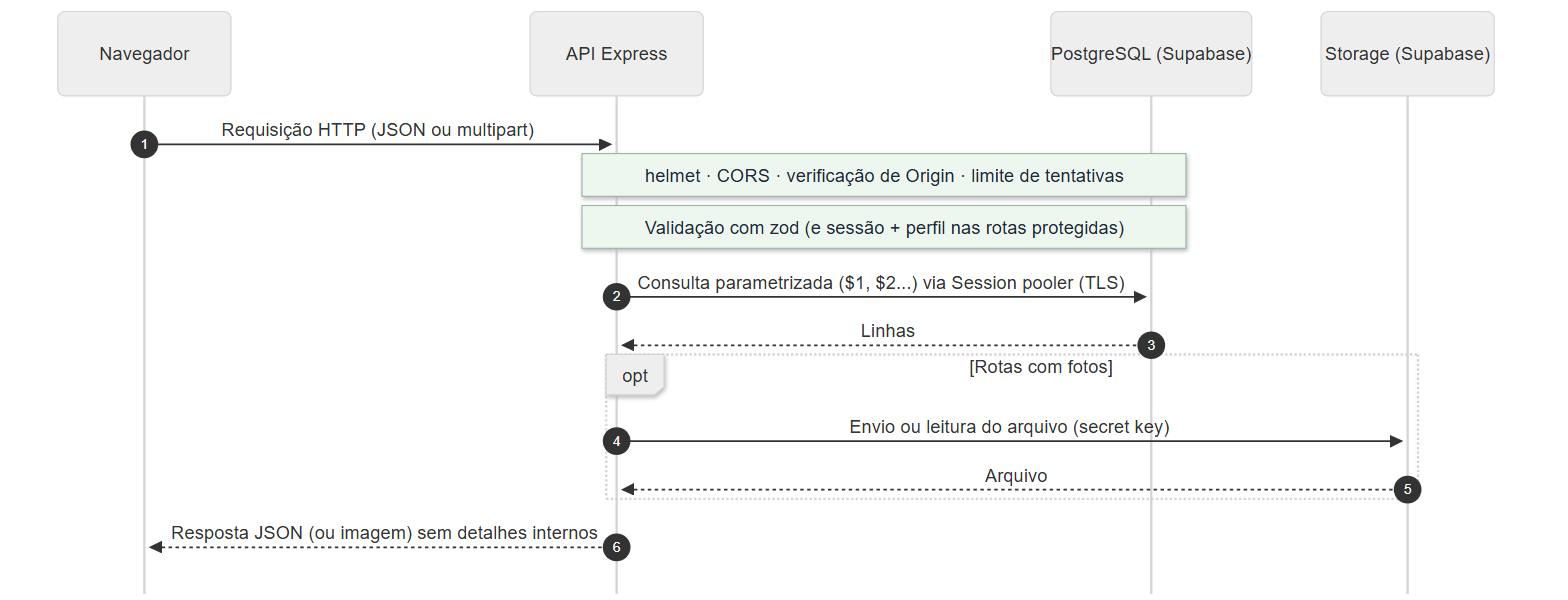 Navegador
API Express
PostgreSQL (Supabase)
Storage (Supabase)
Requisição HTTP (JSON ou multipart)
1
helmet · CORS · verificação de Origin · limite de tentativas
Validação com zod (e sessão + perfil nas rotas protegidas)
Consulta parametrizada ($1, $2...) via Session pooler (TLS)
2
Linhas
3
opt
[Rotas com fotos]
Envio ou leitura do arquivo (secret key)
4
Arquivo
5
Resposta JSON (ou imagem) sem detalhes internos
6